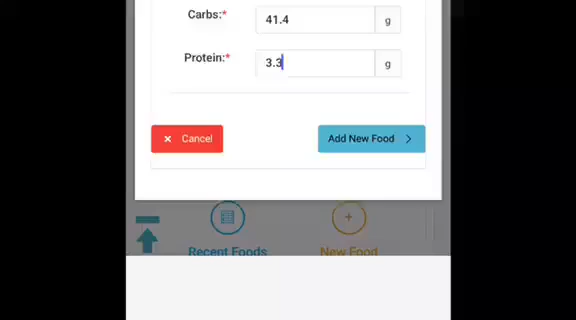 Carbs:* 41.4 g
Protein:* 3.3 g
× Cancel Add New Food >
Recent Foods New Food